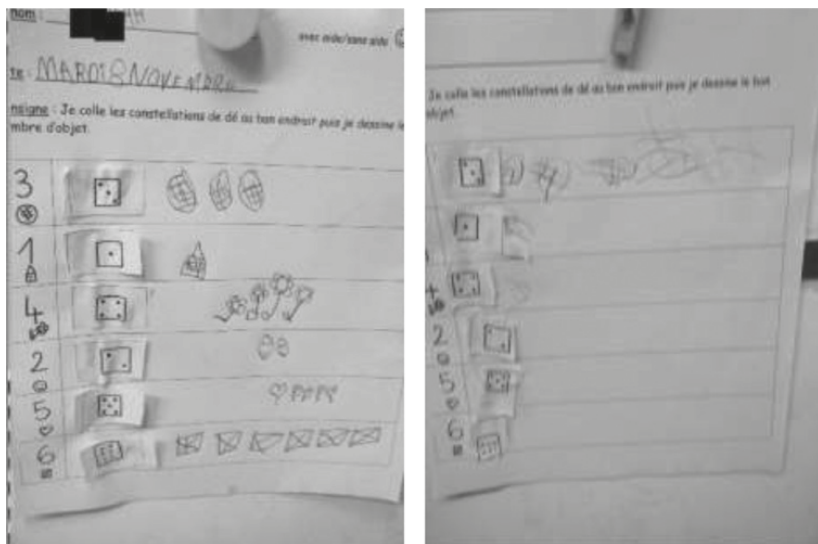 nom :
avec aide/sans aide
te : MARDI 8 NOVEMBRE
nsigne : Je colle les constellations de dé au bon endroit puis je dessine le
mbre d'objet.
3
1
4
2
5
6
Je colle les constellations de dé au bon endroit puis je dessine le bon
objet.
2
5
6